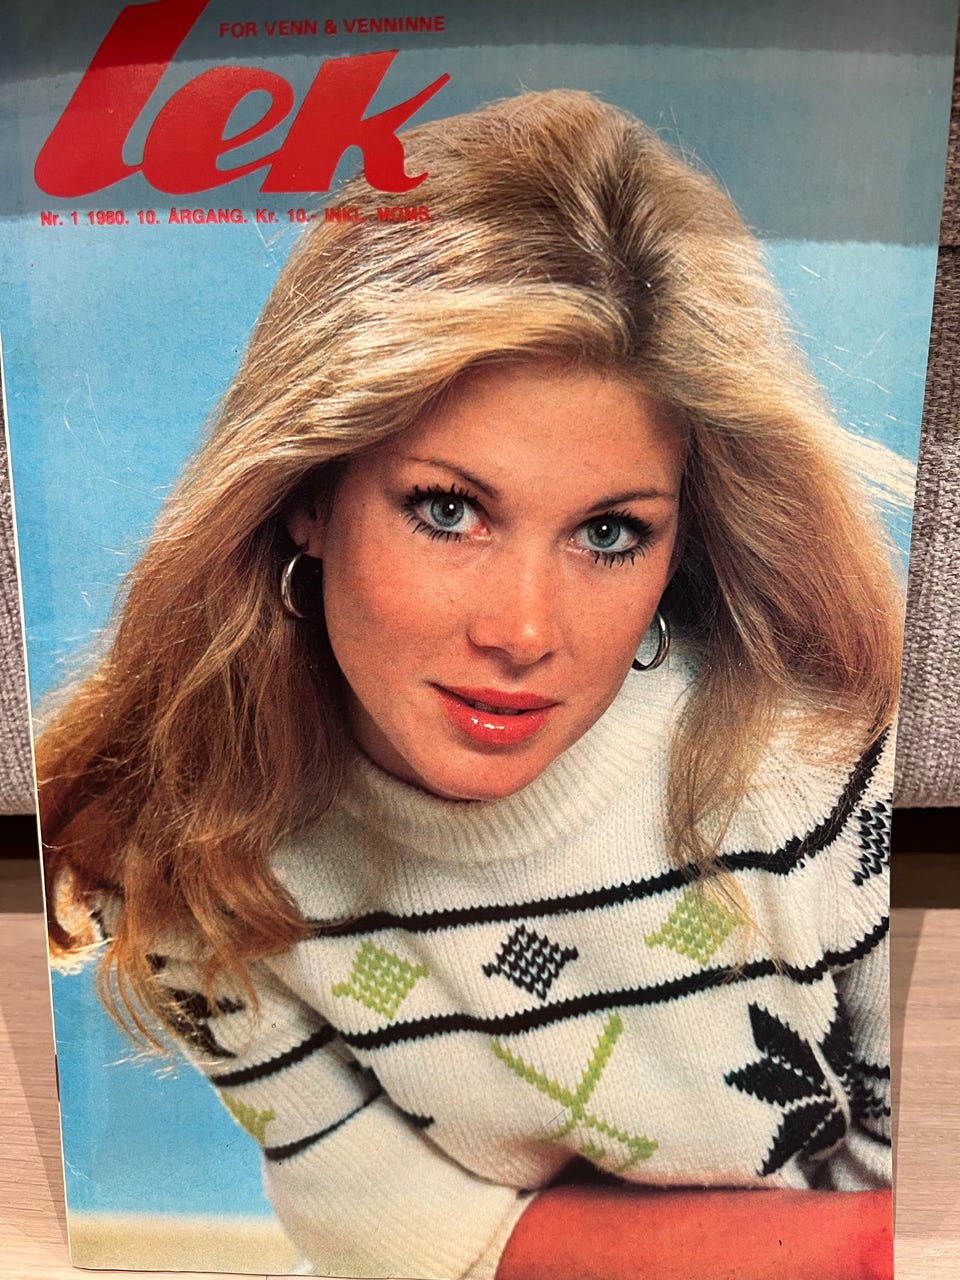 FOR VENN & VENNINNE
lek
Nr. 1 1980. 10. ÅRGANG. Kr. 10.- INKL. MOMS